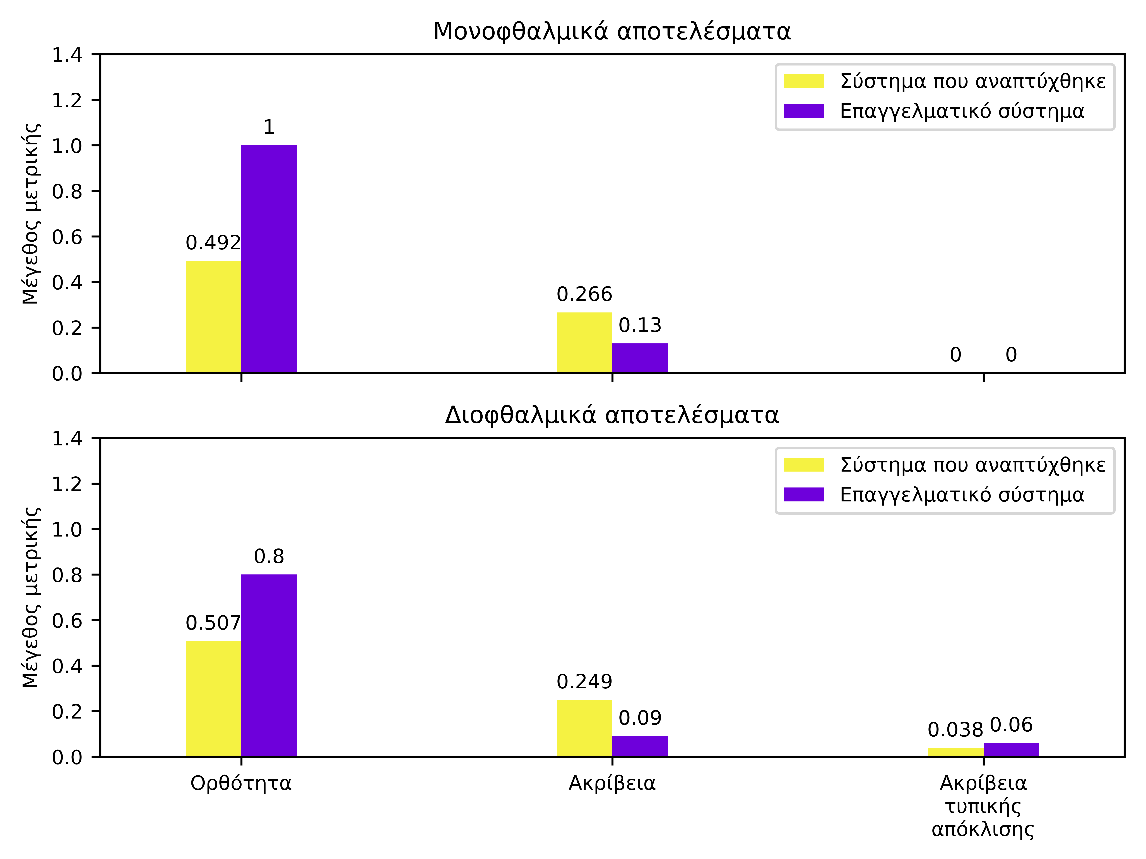 Μονοφθαλμικά αποτελέσματα
Μέγεθος μετρικής
1.4
1.2
1.0
0.8
0.6
0.4
0.2
0.0
Σύστημα που αναπτύχθηκε
Επαγγελματικό σύστημα
0.492
1
0.266
0.13
0
0
Διοφθαλμικά αποτελέσματα
Μέγεθος μετρικής
1.4
1.2
1.0
0.8
0.6
0.4
0.2
0.0
Σύστημα που αναπτύχθηκε
Επαγγελματικό σύστημα
0.507
0.8
0.249
0.09
0.038
0.06
Ορθότητα
Ακρίβεια
Ακρίβεια
τυπικής
απόκλισης